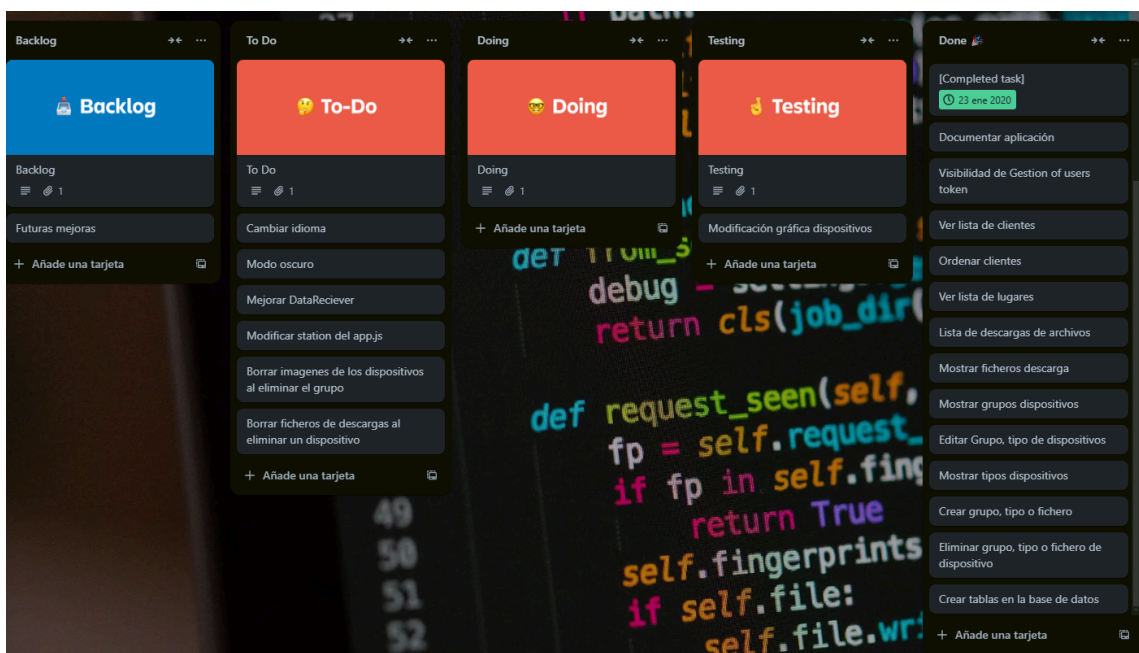 Backlog
📥 Backlog
Backlog
1
Futuras mejoras
+ Añade una tarjeta
To Do
🤔 To-Do
To Do
1
Cambiar idioma
Modo oscuro
Mejorar DataReciever
Modificar station del app.js
Borrar imagenes de los dispositivos
al eliminar el grupo
Borrar ficheros de descargas al
eliminar un dispositivo
+ Añade una tarjeta
Doing
🤓 Doing
Doing
1
+ Añade una tarjeta
Testing
🤞 Testing
Testing
1
Modificación gráfica dispositivos
+ Añade una tarjeta
Done 🎉
[Completed task]
23 ene 2020
Documentar aplicación
Visibilidad de Gestion of users
token
Ver lista de clientes
Ordenar clientes
Ver lista de lugares
Lista de descargas de archivos
Mostrar ficheros descarga
Mostrar grupos dispositivos
Editar Grupo, tipo de dispositivos
Mostrar tipos dispositivos
Crear grupo, tipo o fichero
Eliminar grupo, tipo o fichero de
dispositivo
Crear tablas en la base de datos
+ Añade una tarjeta
def
debug =
return cls(job_dir(
def request_seen(self,
fp = self.request_
if fp in self.fing
49
return True
50
self.fingerprints
51
if self.file:
52
self.file.wri